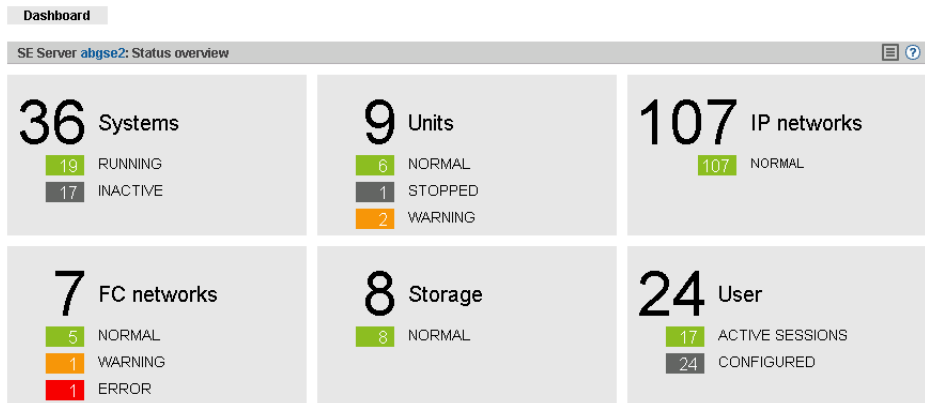 Dashboard
SE Server abgse2: Status overview
?
36 Systems
19 RUNNING
17 INACTIVE
9 Units
6 NORMAL
1 STOPPED
2 WARNING
107 IP networks
107 NORMAL
7 FC networks
5 NORMAL
1 WARNING
1 ERROR
8 Storage
8 NORMAL
24 User
17 ACTIVE SESSIONS
24 CONFIGURED